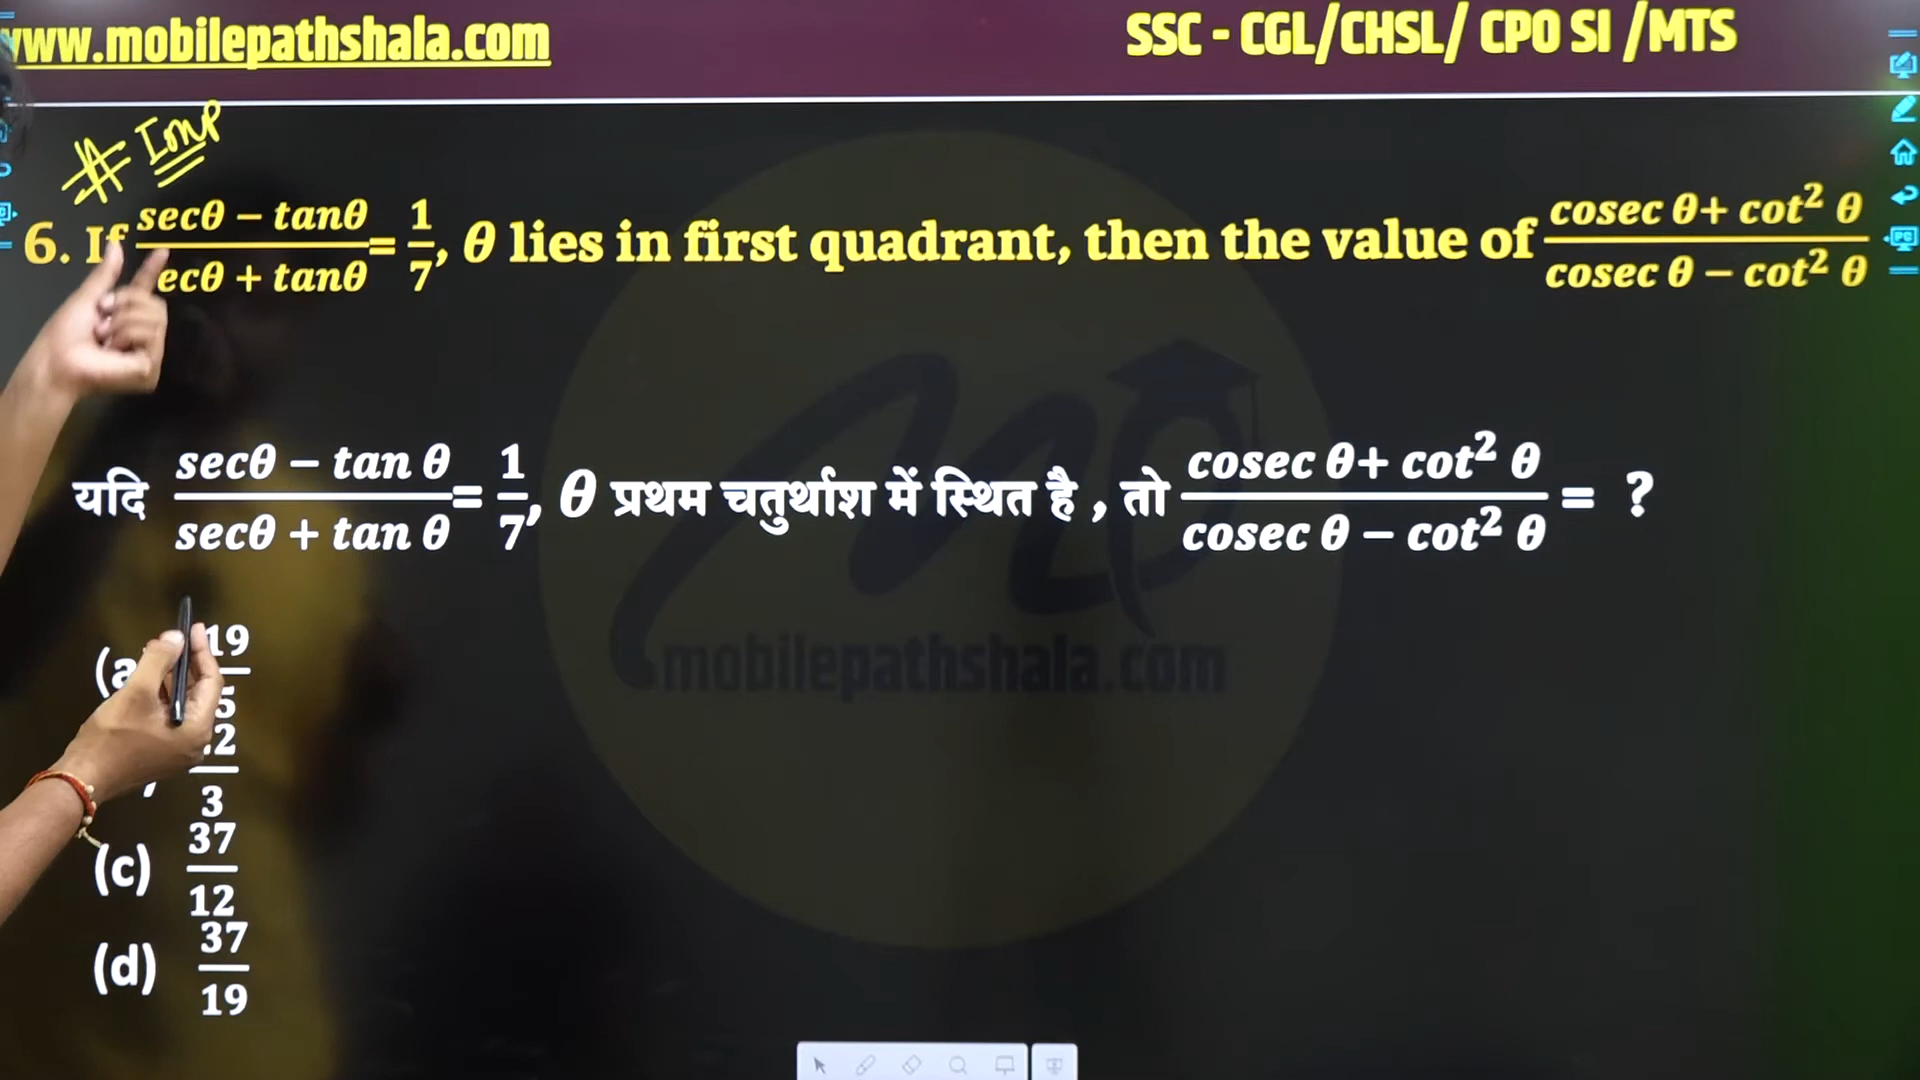 www.mobilepathshala.com
SSC - CGL/CHSL/ CPO SI /MTS
# Imp
6. If (secθ − tanθ)/(ecθ + tanθ) = 1/7, θ lies in first quadrant, then the value of (cosec θ+ cot² θ)/(cosec θ − cot² θ)
यदि (secθ − tan θ)/(secθ + tan θ) = 1/7, θ प्रथम चतुर्थाश में स्थित है , तो (cosec θ+ cot² θ)/(cosec θ − cot² θ) = ?
(a 19/5
2/3
(c) 37/12
(d) 37/19
mobilepathshala.com